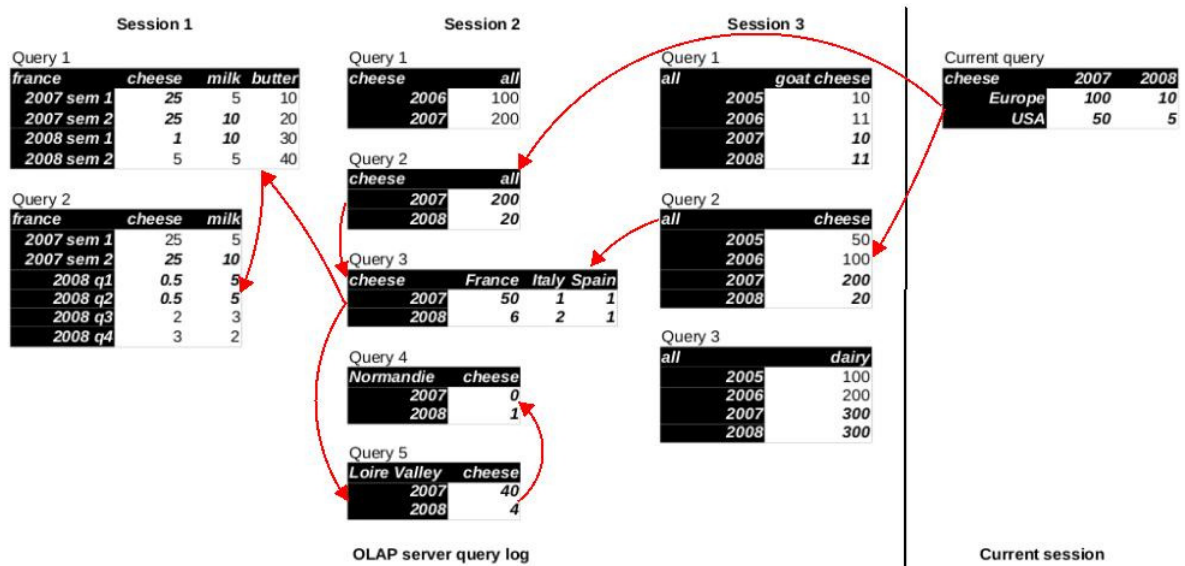 Session 1
Query 1
france cheese milk butter
2007 sem 1 25 5 10
2007 sem 2 25 10 20
2008 sem 1 1 10 30
2008 sem 2 5 5 40
Query 2
france cheese milk
2007 sem 1 25 5
2007 sem 2 25 10
2008 q1 0.5 5
2008 q2 0.5 5
2008 q3 2 3
2008 q4 3 2
Session 2
Query 1
cheese all
2006 100
2007 200
Query 2
cheese all
2007 200
2008 20
Query 3
cheese France Italy Spain
2007 50 1 1
2008 6 2 1
Query 4
Normandie cheese
2007 0
2008 1
Query 5
Loire Valley cheese
2007 40
2008 4
Session 3
Query 1
all goat cheese
2005 10
2006 11
2007 10
2008 11
Query 2
all cheese
2005 50
2006 100
2007 200
2008 20
Query 3
all dairy
2005 100
2006 200
2007 300
2008 300
OLAP server query log
Current query
cheese 2007 2008
Europe 100 10
USA 50 5
Current session